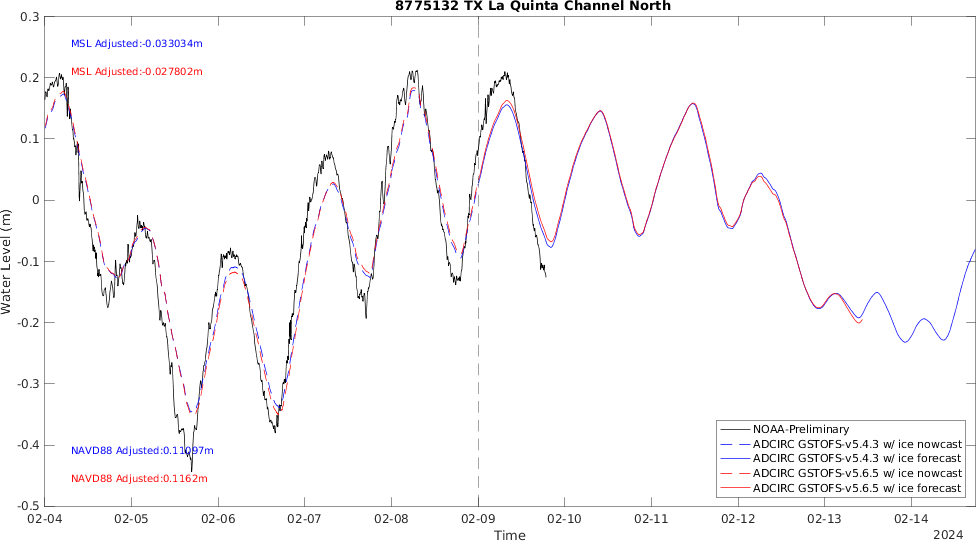 8775132 TX La Quinta Channel North
0.3
0.2
0.1
0
-0.1
-0.2
-0.3
-0.4
-0.5
Water Level (m)
MSL Adjusted:-0.033034m
MSL Adjusted:-0.027802m
NAVD88 Adjusted:0.11097m
NAVD88 Adjusted:0.1162m
NOAA-Preliminary
ADCIRC GSTOFS-v5.4.3 w/ ice nowcast
ADCIRC GSTOFS-v5.4.3 w/ ice forecast
ADCIRC GSTOFS-v5.6.5 w/ ice nowcast
ADCIRC GSTOFS-v5.6.5 w/ ice forecast
02-04 02-05 02-06 02-07 02-08 02-09 02-10 02-11 02-12 02-13 02-14
Time
2024